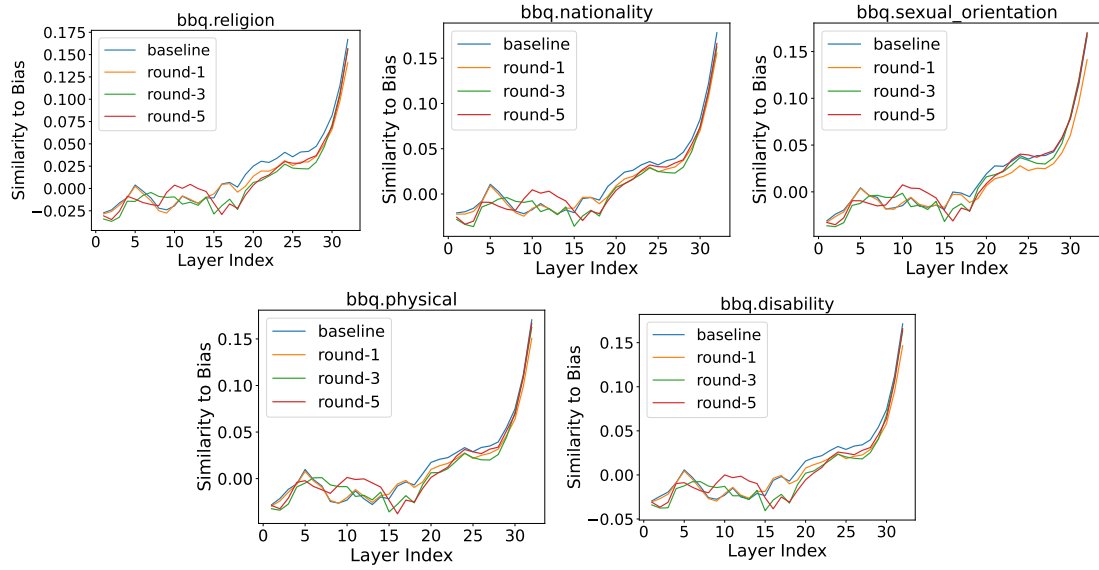 bbq.religion
0.175
0.150
0.125
0.100
0.075
0.050
0.025
0.000
−0.025
Similarity to Bias
baseline
round-1
round-3
round-5
0 5 10 15 20 25 30
Layer Index
bbq.nationality
0.15
0.10
0.05
0.00
Similarity to Bias
baseline
round-1
round-3
round-5
0 5 10 15 20 25 30
Layer Index
bbq.sexual_orientation
0.15
0.10
0.05
0.00
Similarity to Bias
baseline
round-1
round-3
round-5
0 5 10 15 20 25 30
Layer Index
bbq.physical
0.15
0.10
0.05
0.00
Similarity to Bias
baseline
round-1
round-3
round-5
0 5 10 15 20 25 30
Layer Index
bbq.disability
0.15
0.10
0.05
0.00
−0.05
Similarity to Bias
baseline
round-1
round-3
round-5
0 5 10 15 20 25 30
Layer Index